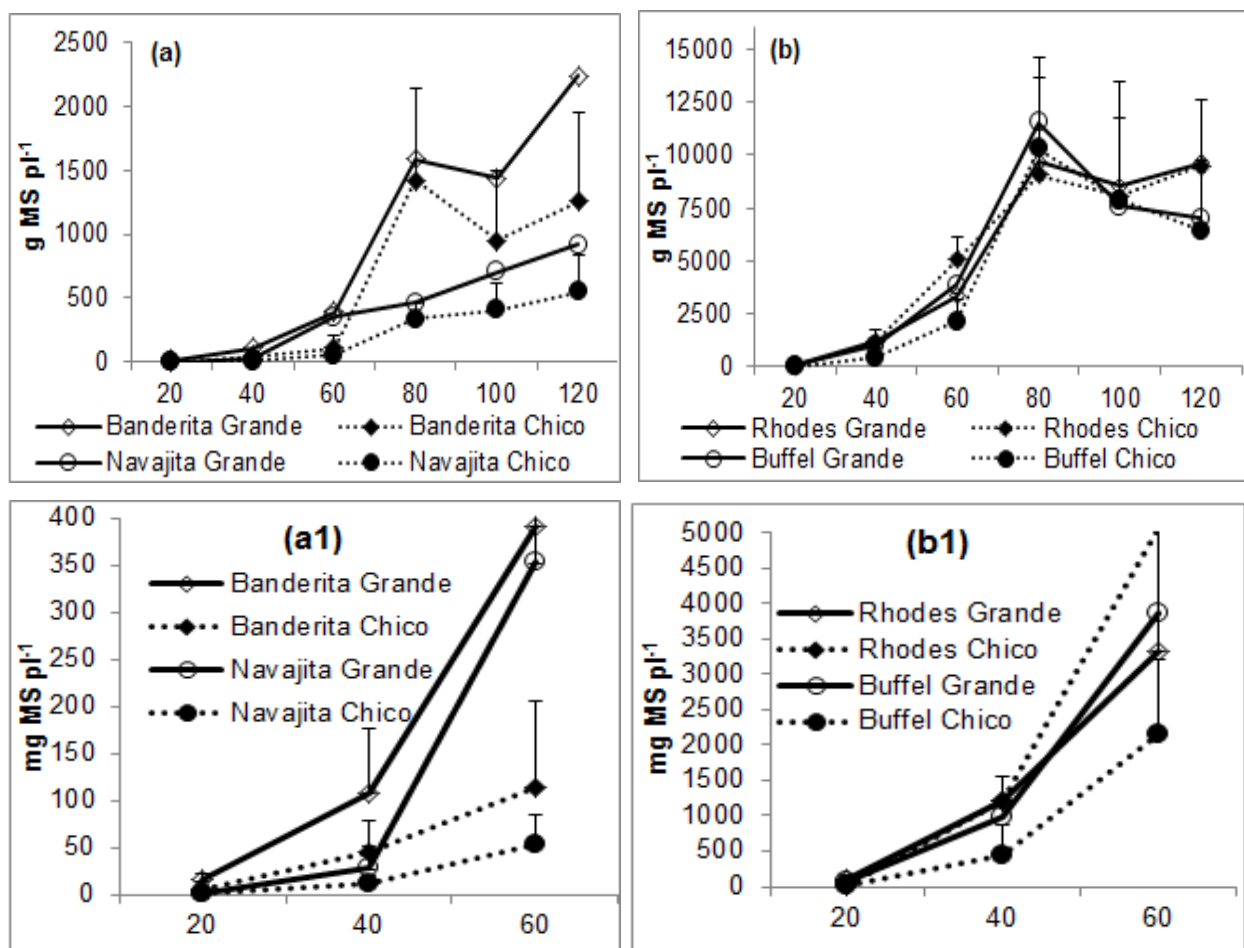 (a)
g MS pl-1
2500
2000
1500
1000
500
0
20 40 60 80 100 120
Banderita Grande Banderita Chico
Navajita Grande Navajita Chico
(b)
g MS pl-1
15000
12500
10000
7500
5000
2500
0
20 40 60 80 100 120
Rhodes Grande Rhodes Chico
Buffel Grande Buffel Chico
(a1)
mg MS pl-1
400
350
300
250
200
150
100
50
0
20 40 60
Banderita Grande
Banderita Chico
Navajita Grande
Navajita Chico
(b1)
mg MS pl-1
5000
4500
4000
3500
3000
2500
2000
1500
1000
500
0
20 40 60
Rhodes Grande
Rhodes Chico
Buffel Grande
Buffel Chico